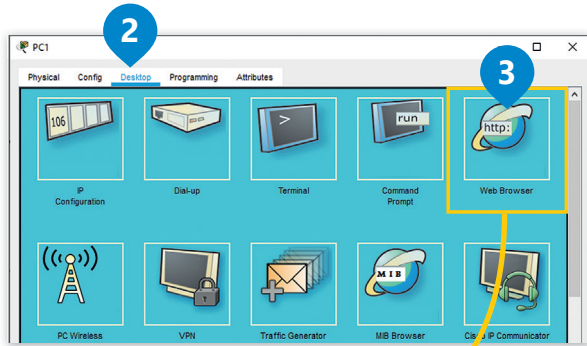 2
PC1
Physical Config Desktop Programming Attributes
3
106
>
run
http:
IP
Configuration
Dial-up
Terminal
Command
Prompt
Web Browser
MIB
PC Wireless
VPN
Traffic Generator
MIB Browser
Cisco IP Communicator